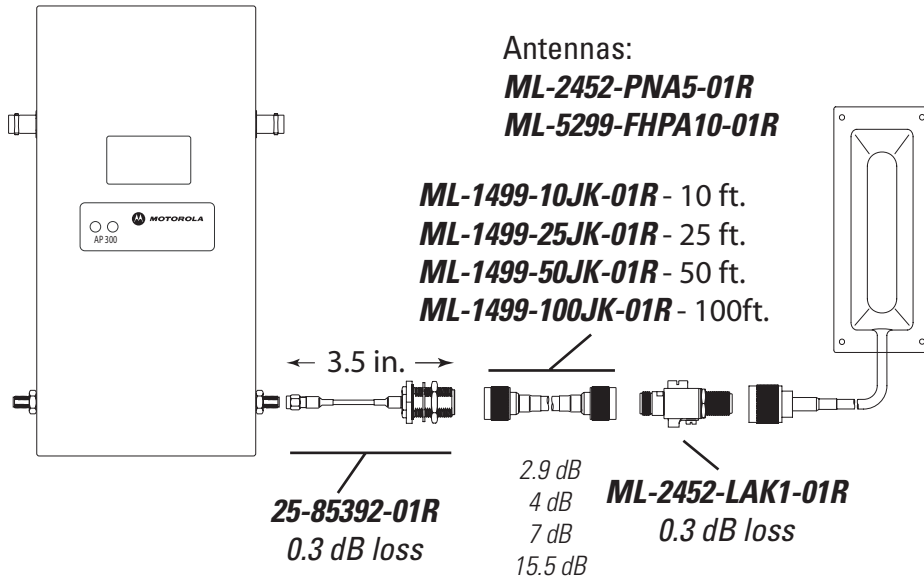 Antennas:
ML-2452-PNA5-01R
ML-5299-FHPA10-01R
MOTOROLA
AP 300
ML-1499-10JK-01R - 10 ft.
ML-1499-25JK-01R - 25 ft.
ML-1499-50JK-01R - 50 ft.
ML-1499-100JK-01R - 100ft.
3.5 in.
25-85392-01R
0.3 dB loss
2.9 dB
4 dB
7 dB
15.5 dB
ML-2452-LAK1-01R
0.3 dB loss